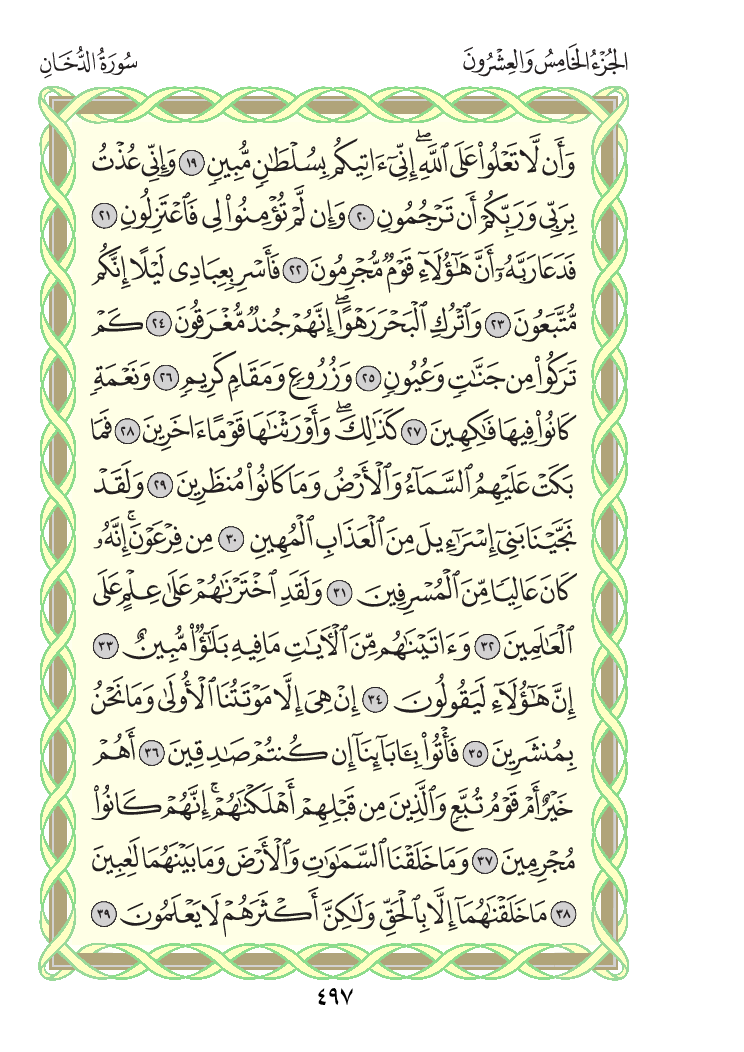 الجُزْءُ الخَامِسُ وَالعِشْرُونَ
سُورَةُ الدُّخَانِ
وَأَن لَّا تَعْلُوا۟ عَلَى ٱللَّهِ ۖ إِنِّىٓ ءَاتِيكُم بِسُلْطَـٰنٍ مُّبِينٍ ١٩ وَإِنِّى عُذْتُ
بِرَبِّى وَرَبِّكُمْ أَن تَرْجُمُونِ ٢٠ وَإِن لَّمْ تُؤْمِنُوا۟ لِى فَٱعْتَزِلُونِ ٢١
فَدَعَا رَبَّهُۥٓ أَنَّ هَـٰٓؤُلَآءِ قَوْمٌ مُّجْرِمُونَ ٢٢ فَأَسْرِ بِعِبَادِى لَيْلًا إِنَّكُم
مُّتَّبَعُونَ ٢٣ وَٱتْرُكِ ٱلْبَحْرَ رَهْوًا ۖ إِنَّهُمْ جُندٌ مُّغْرَقُونَ ٢٤ كَمْ
تَرَكُوا۟ مِن جَنَّـٰتٍ وَعُيُونٍ ٢٥ وَزُرُوعٍ وَمَقَامٍ كَرِيمٍ ٢٦ وَنَعْمَةٍ
كَانُوا۟ فِيهَا فَـٰكِهِينَ ٢٧ كَذَٰلِكَ ۖ وَأَوْرَثْنَـٰهَا قَوْمًا ءَاخَرِينَ ٢٨ فَمَا
بَكَتْ عَلَيْهِمُ ٱلسَّمَآءُ وَٱلْأَرْضُ وَمَا كَانُوا۟ مُنظَرِينَ ٢٩ وَلَقَدْ
نَجَّيْنَا بَنِىٓ إِسْرَٰٓءِيلَ مِنَ ٱلْعَذَابِ ٱلْمُهِينِ ٣٠ مِن فِرْعَوْنَ ۚ إِنَّهُۥ
كَانَ عَالِيًا مِّنَ ٱلْمُسْرِفِينَ ٣١ وَلَقَدِ ٱخْتَرْنَـٰهُمْ عَلَىٰ عِلْمٍ عَلَى
ٱلْعَـٰلَمِينَ ٣٢ وَءَاتَيْنَـٰهُم مِّنَ ٱلْـَٔايَـٰتِ مَا فِيهِ بَلَـٰٓؤٌا۟ مُّبِينٌ ٣٣
إِنَّ هَـٰٓؤُلَآءِ لَيَقُولُونَ ٣٤ إِنْ هِىَ إِلَّا مَوْتَتُنَا ٱلْأُولَىٰ وَمَا نَحْنُ
بِمُنشَرِينَ ٣٥ فَأْتُوا۟ بِـَٔابَآئِنَآ إِن كُنتُمْ صَـٰدِقِينَ ٣٦ أَهُمْ
خَيْرٌ أَمْ قَوْمُ تُبَّعٍ وَٱلَّذِينَ مِن قَبْلِهِمْ ۚ أَهْلَكْنَـٰهُمْ ۖ إِنَّهُمْ كَانُوا۟
مُجْرِمِينَ ٣٧ وَمَا خَلَقْنَا ٱلسَّمَـٰوَٰتِ وَٱلْأَرْضَ وَمَا بَيْنَهُمَا لَـٰعِبِينَ
٣٨ مَا خَلَقْنَـٰهُمَآ إِلَّا بِٱلْحَقِّ وَلَـٰكِنَّ أَكْثَرَهُمْ لَا يَعْلَمُونَ ٣٩
٤٩٧